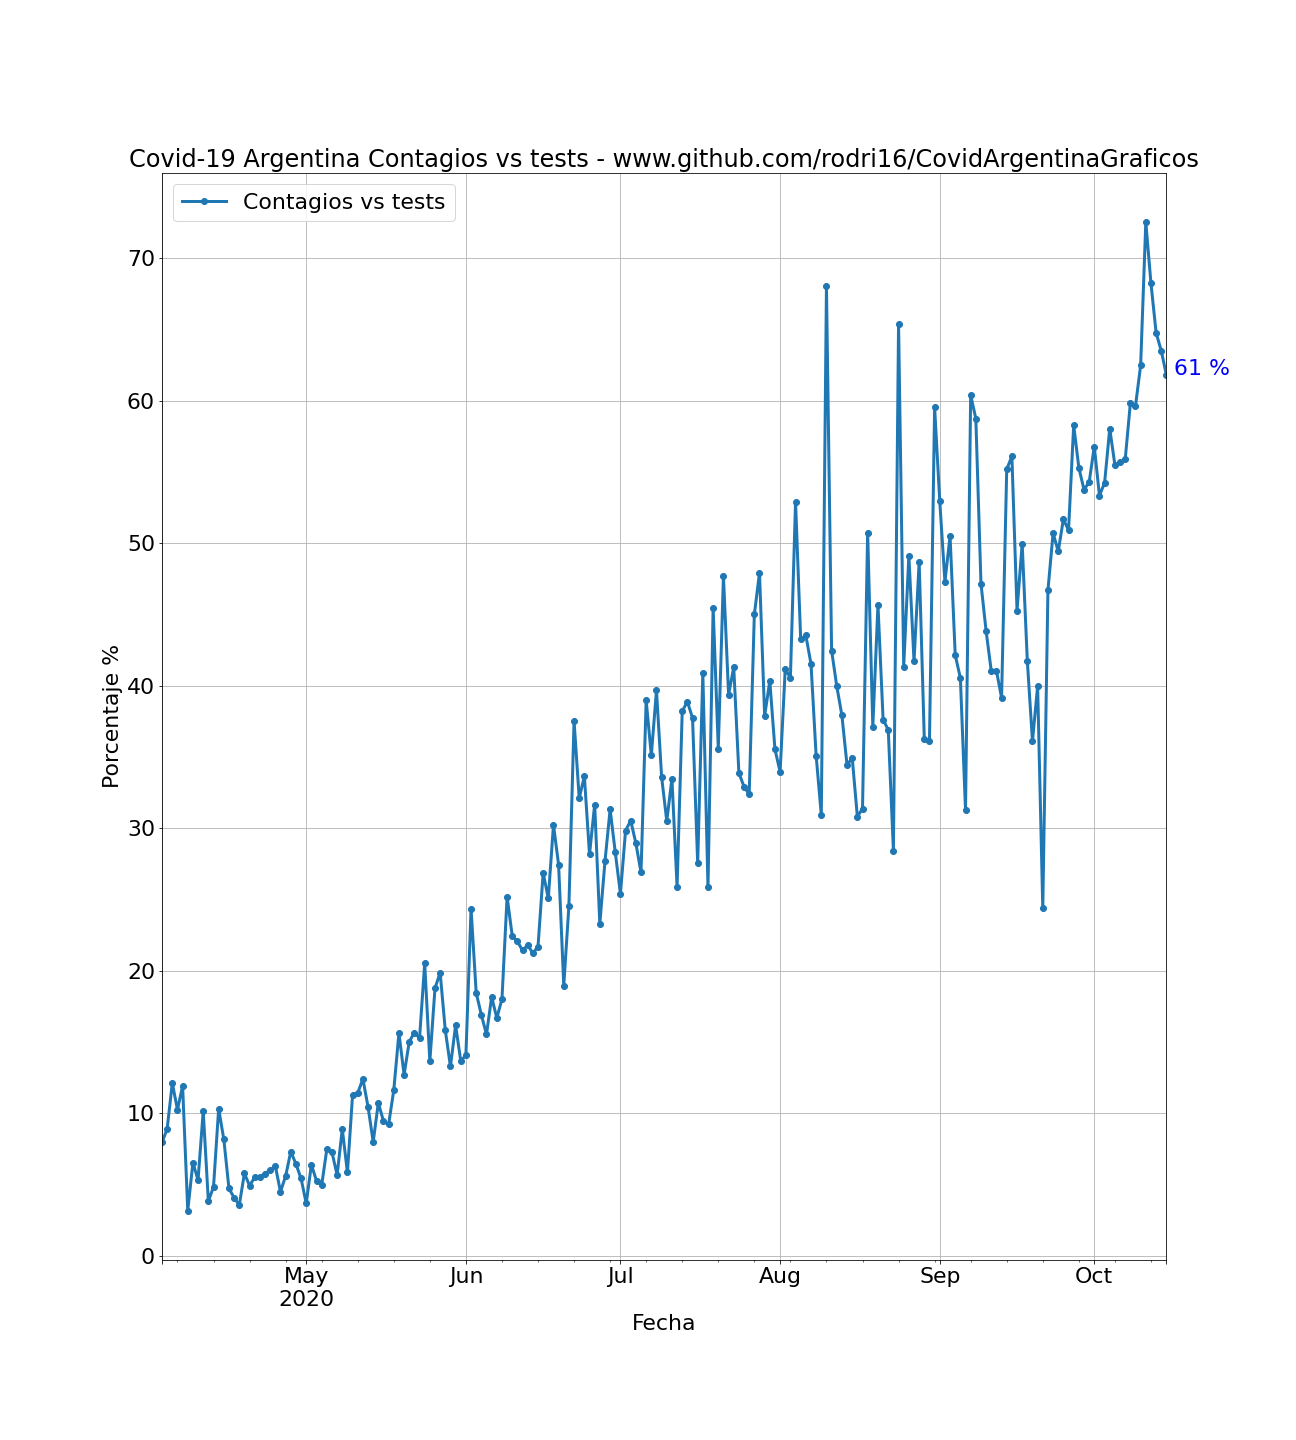 Covid-19 Argentina Contagios vs tests - www.github.com/rodri16/CovidArgentinaGraficos
Contagios vs tests
70
61 %
60
50
40
30
20
10
0
Porcentaje %
May Jun Jul Aug Sep Oct
2020
Fecha